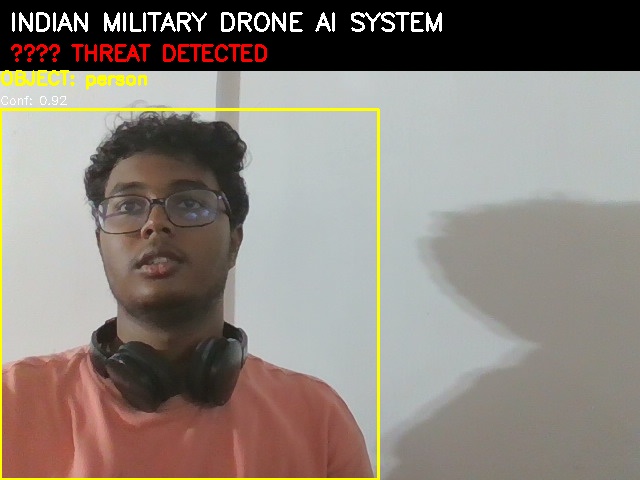 INDIAN MILITARY DRONE AI SYSTEM
???? THREAT DETECTED
OBJECT: person
Conf: 0.92